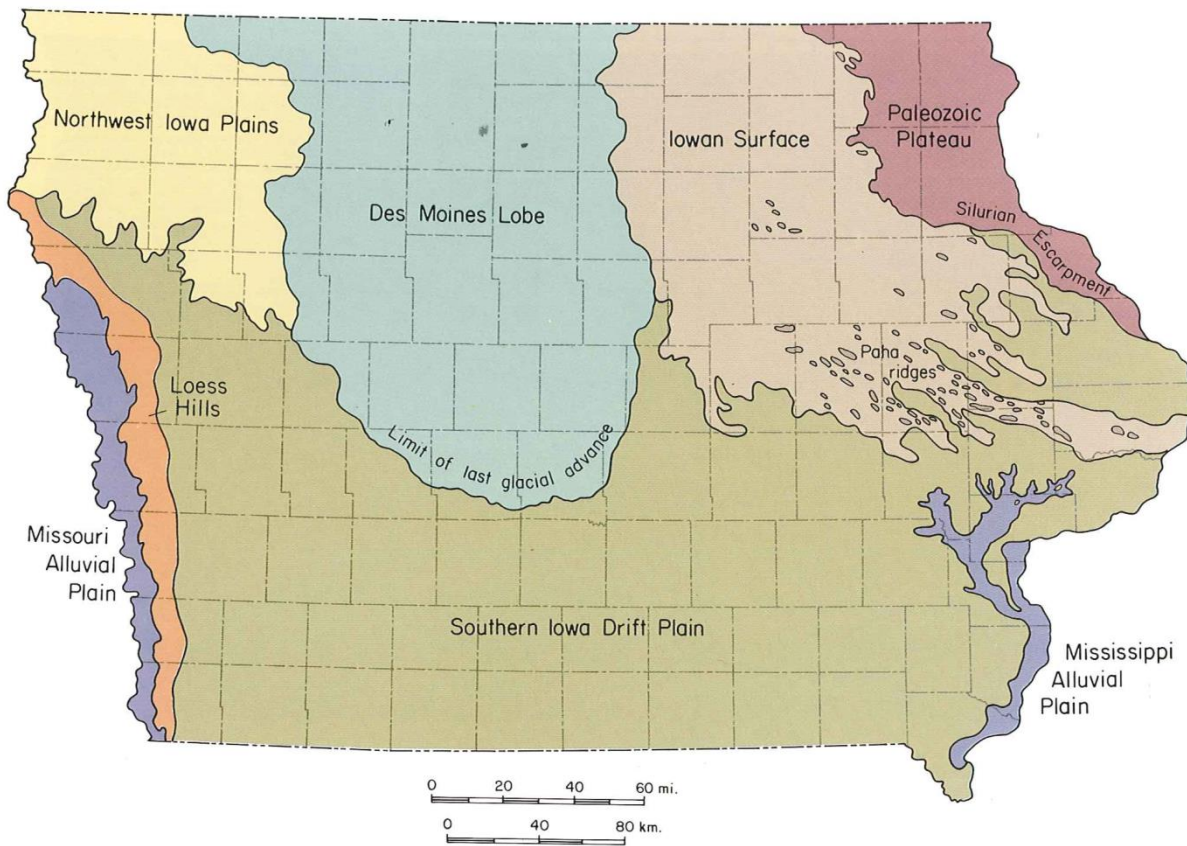 Northwest Iowa Plains
Des Moines Lobe
Iowan Surface
Paleozoic
Plateau
Silurian
Escarpment
Paha
ridges
Loess
Hills
Limit of last glacial advance
Missouri
Alluvial
Plain
Southern Iowa Drift Plain
Mississippi
Alluvial
Plain
0 20 40 60 mi.
0 40 80 km.